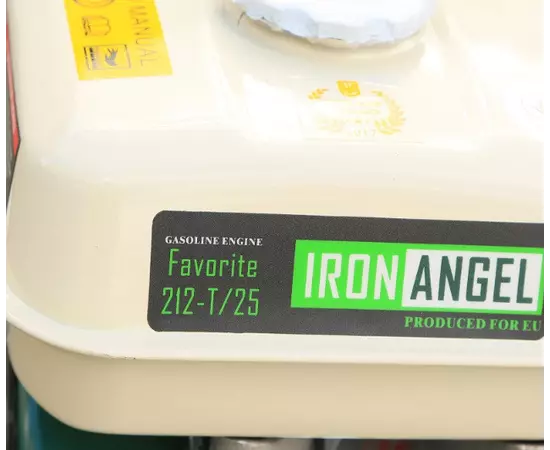 MANUAL
GASOLINE ENGINE
Favorite
212-T/25
IRON ANGEL
PRODUCED FOR EU